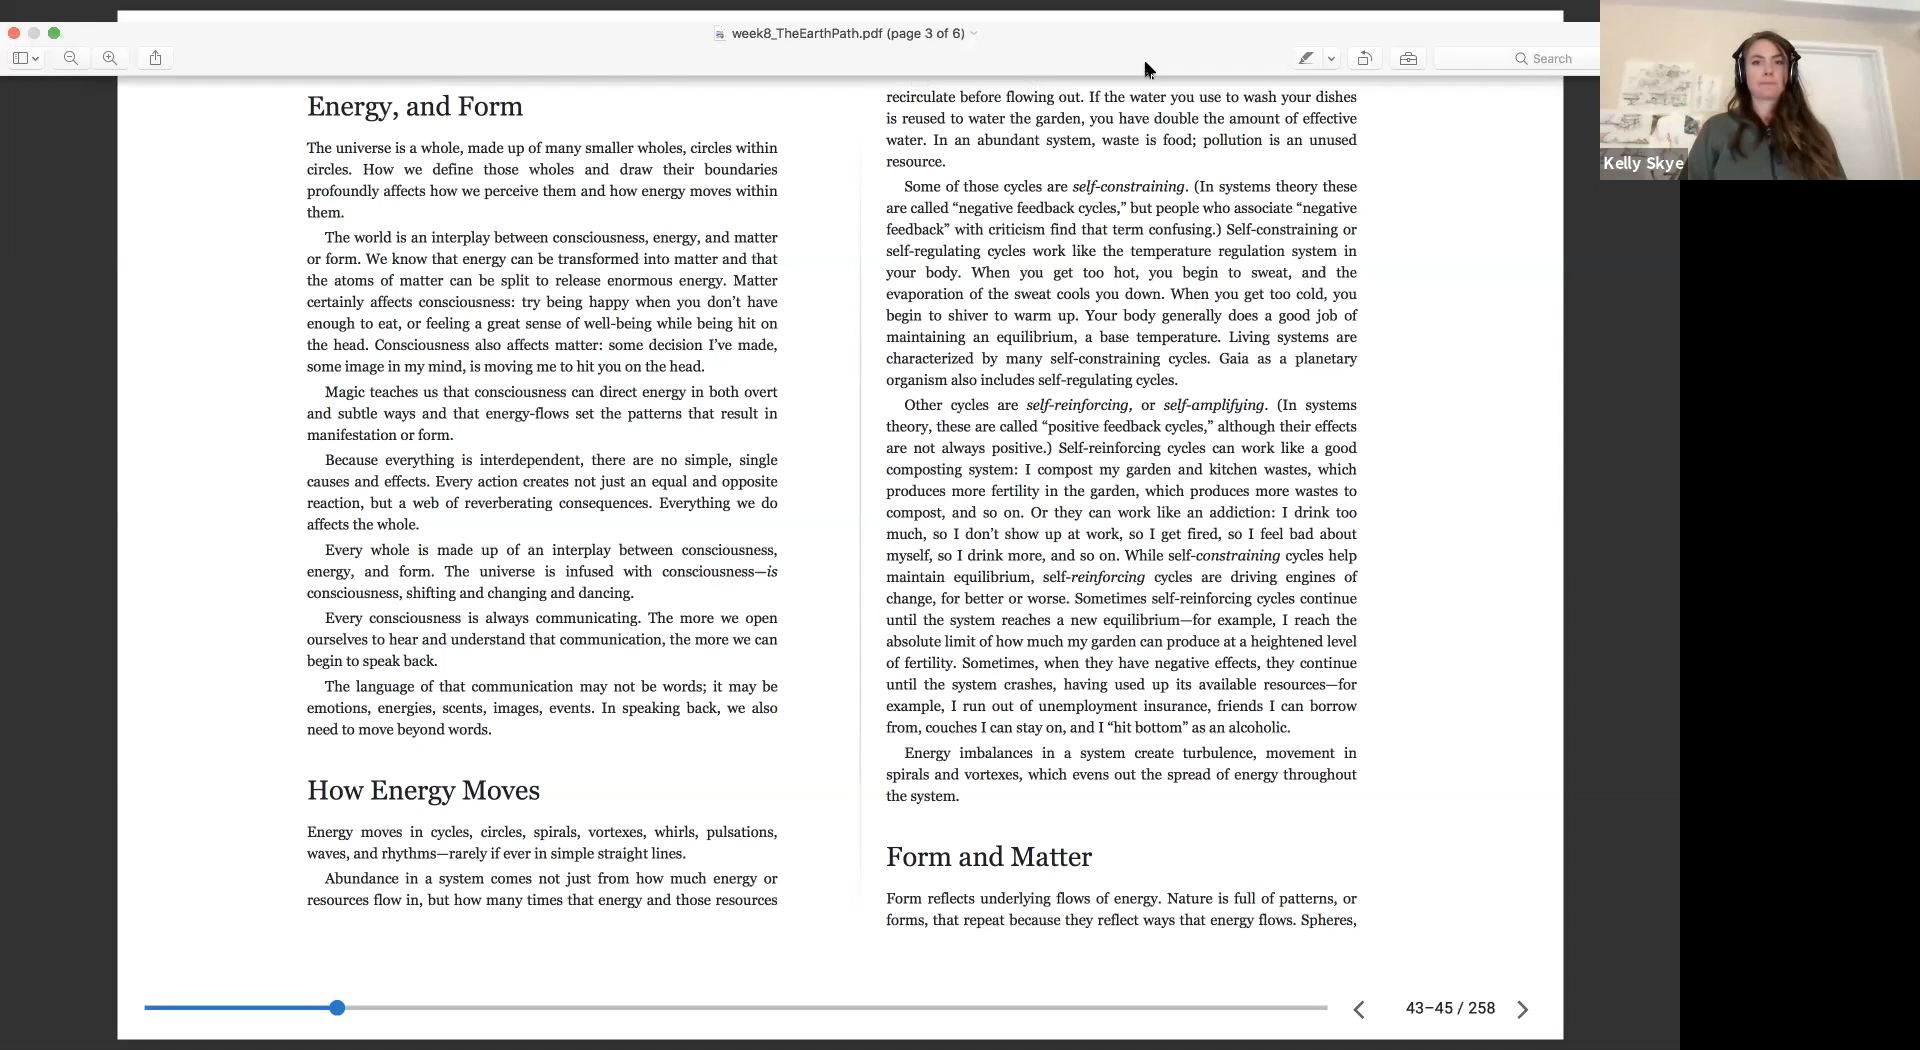 week8_TheEarthPath.pdf (page 3 of 6)
Search
Kelly Skye
Energy, and Form
The universe is a whole, made up of many smaller wholes, circles within
circles. How we define those wholes and draw their boundaries
profoundly affects how we perceive them and how energy moves within
them.
The world is an interplay between consciousness, energy, and matter
or form. We know that energy can be transformed into matter and that
the atoms of matter can be split to release enormous energy. Matter
certainly affects consciousness: try being happy when you don’t have
enough to eat, or feeling a great sense of well-being while being hit on
the head. Consciousness also affects matter: some decision I’ve made,
some image in my mind, is moving me to hit you on the head.
Magic teaches us that consciousness can direct energy in both overt
and subtle ways and that energy-flows set the patterns that result in
manifestation or form.
Because everything is interdependent, there are no simple, single
causes and effects. Every action creates not just an equal and opposite
reaction, but a web of reverberating consequences. Everything we do
affects the whole.
Every whole is made up of an interplay between consciousness,
energy, and form. The universe is infused with consciousness—is
consciousness, shifting and changing and dancing.
Every consciousness is always communicating. The more we open
ourselves to hear and understand that communication, the more we can
begin to speak back.
The language of that communication may not be words; it may be
emotions, energies, scents, images, events. In speaking back, we also
need to move beyond words.
How Energy Moves
Energy moves in cycles, circles, spirals, vortexes, whirls, pulsations,
waves, and rhythms—rarely if ever in simple straight lines.
Abundance in a system comes not just from how much energy or
resources flow in, but how many times that energy and those resources
recirculate before flowing out. If the water you use to wash your dishes
is reused to water the garden, you have double the amount of effective
water. In an abundant system, waste is food; pollution is an unused
resource.
Some of those cycles are self-constraining. (In systems theory these
are called “negative feedback cycles,” but people who associate “negative
feedback” with criticism find that term confusing.) Self-constraining or
self-regulating cycles work like the temperature regulation system in
your body. When you get too hot, you begin to sweat, and the
evaporation of the sweat cools you down. When you get too cold, you
begin to shiver to warm up. Your body generally does a good job of
maintaining an equilibrium, a base temperature. Living systems are
characterized by many self-constraining cycles. Gaia as a planetary
organism also includes self-regulating cycles.
Other cycles are self-reinforcing, or self-amplifying. (In systems
theory, these are called “positive feedback cycles,” although their effects
are not always positive.) Self-reinforcing cycles can work like a good
composting system: I compost my garden and kitchen wastes, which
produces more fertility in the garden, which produces more wastes to
compost, and so on. Or they can work like an addiction: I drink too
much, so I don’t show up at work, so I get fired, so I feel bad about
myself, so I drink more, and so on. While self-constraining cycles help
maintain equilibrium, self-reinforcing cycles are driving engines of
change, for better or worse. Sometimes self-reinforcing cycles continue
until the system reaches a new equilibrium—for example, I reach the
absolute limit of how much my garden can produce at a heightened level
of fertility. Sometimes, when they have negative effects, they continue
until the system crashes, having used up its available resources—for
example, I run out of unemployment insurance, friends I can borrow
from, couches I can stay on, and I “hit bottom” as an alcoholic.
Energy imbalances in a system create turbulence, movement in
spirals and vortexes, which evens out the spread of energy throughout
the system.
Form and Matter
Form reflects underlying flows of energy. Nature is full of patterns, or
forms, that repeat because they reflect ways that energy flows. Spheres,
43–45 / 258